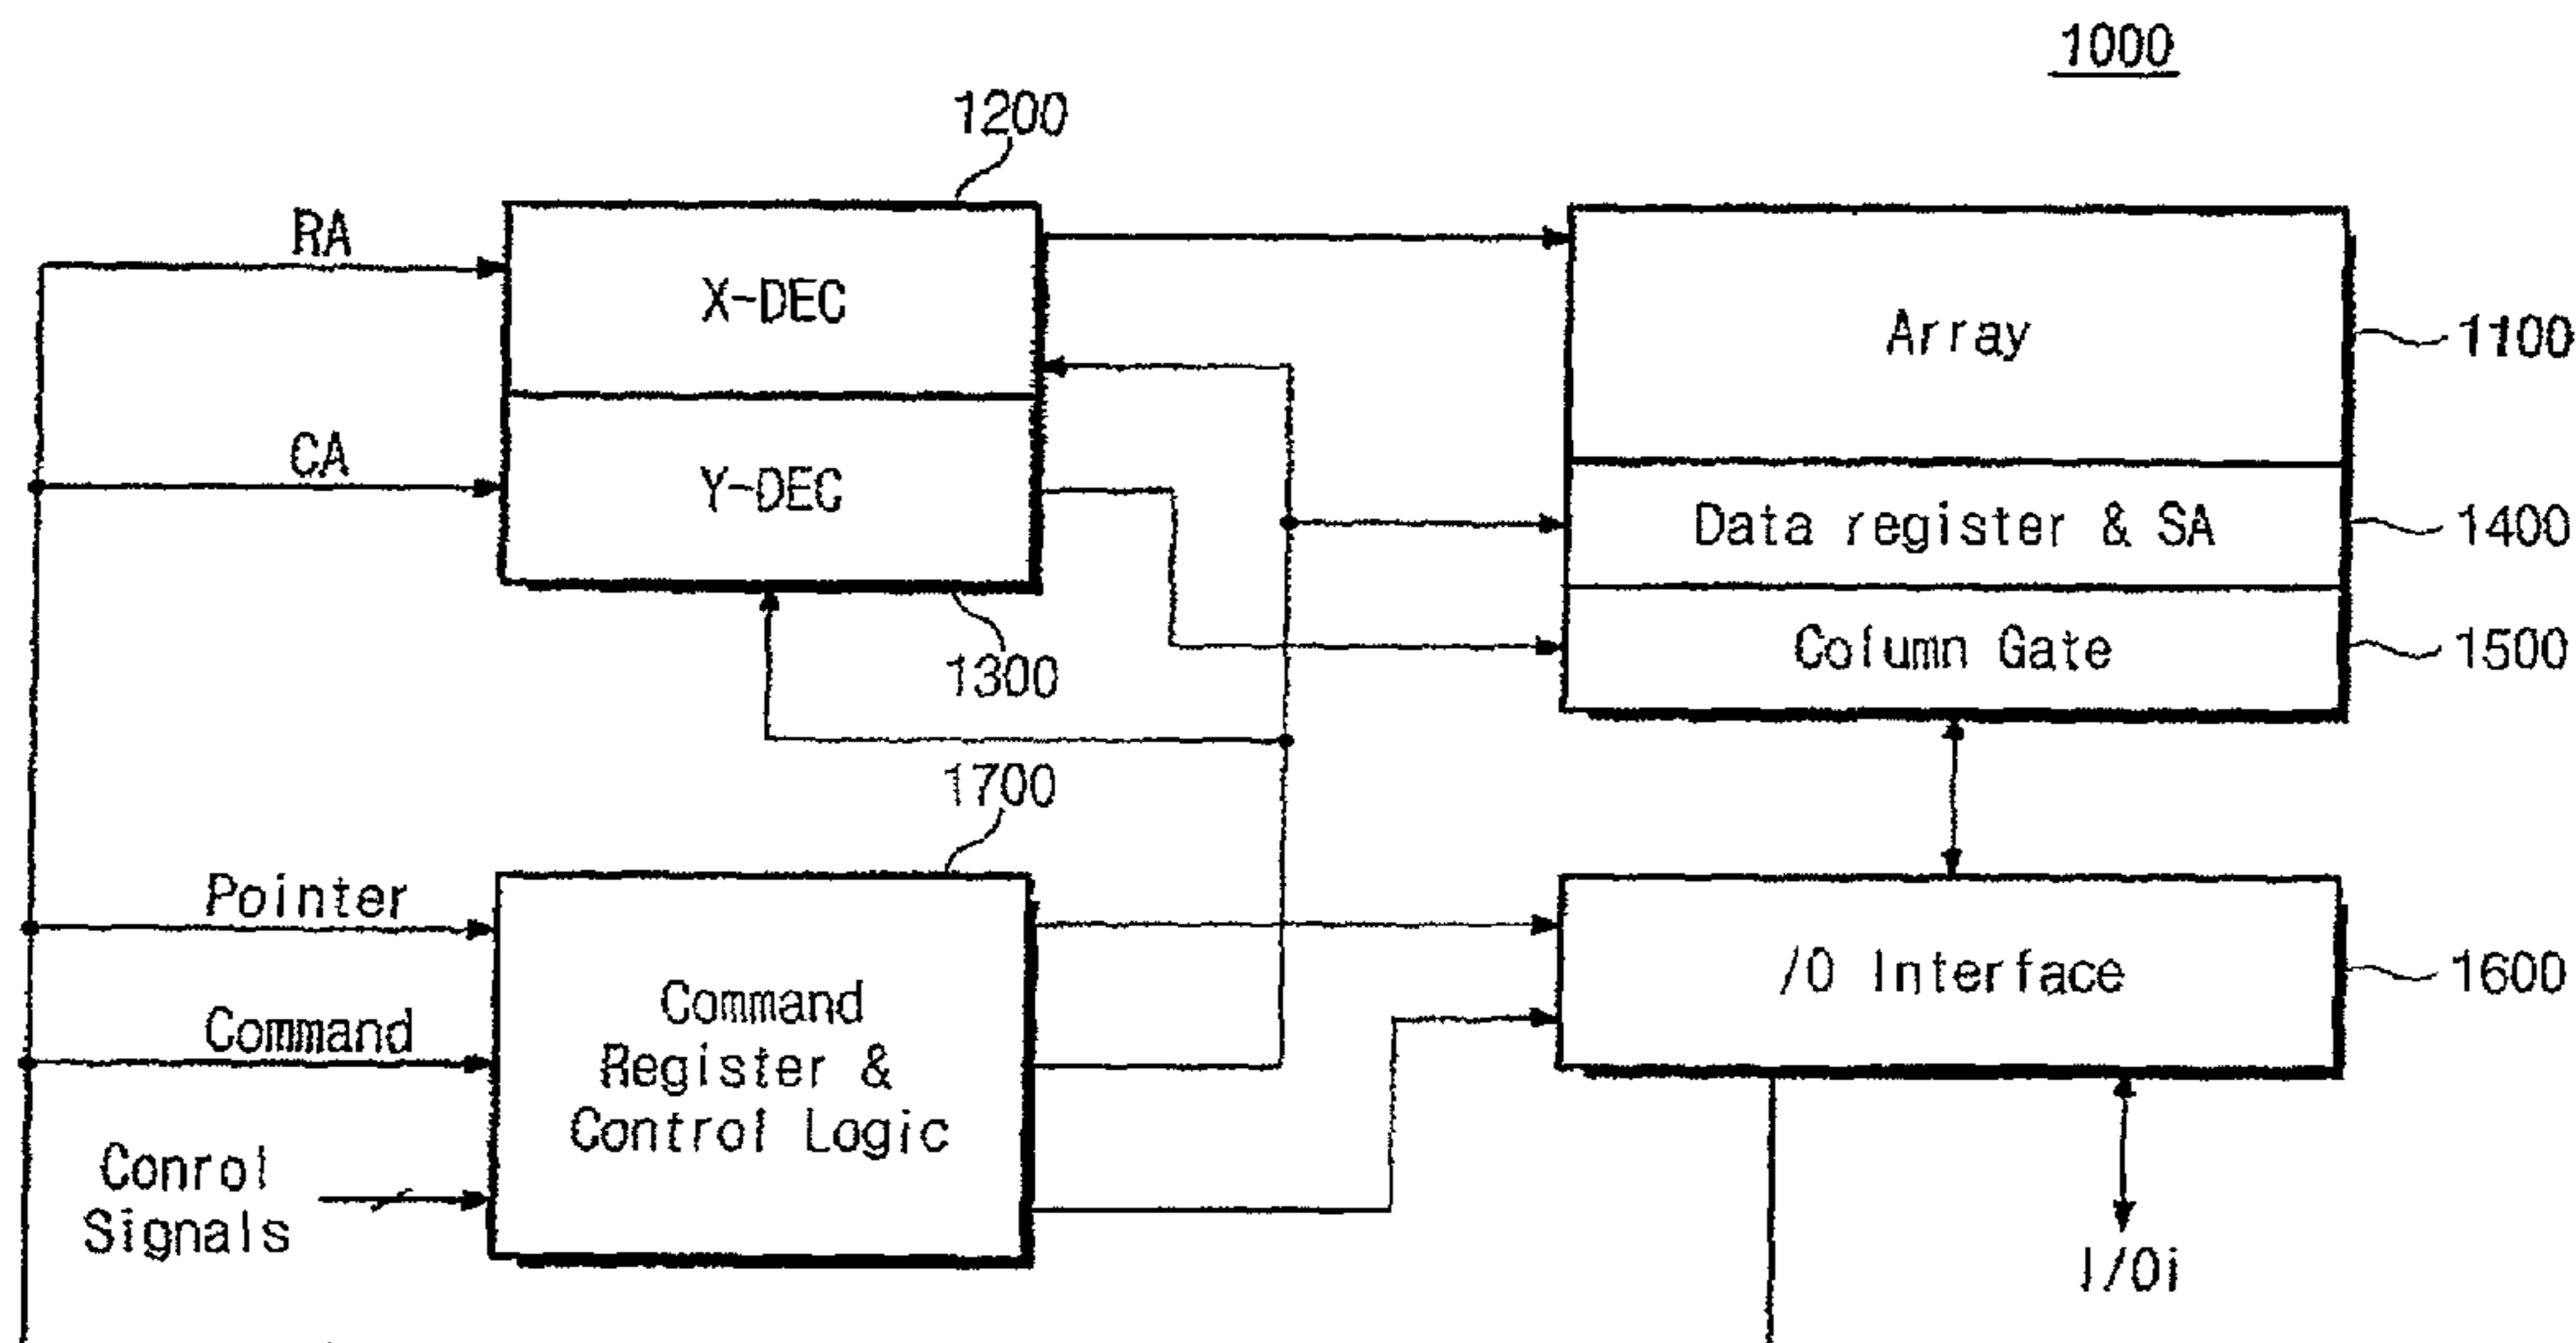 1000
1200
RA
X-DEC
Array
1100
CA
Y-DEC
Data register & SA
1400
Column Gate
1500
1300
1700
Pointer
Command
Command
Register &
Control Logic
/O Interface
1600
Conrol
Signals
I/Oi